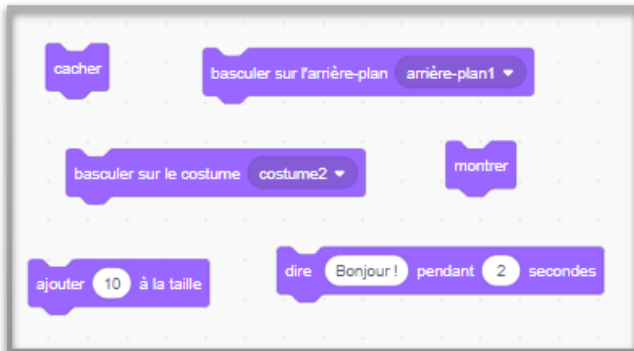 cacher
basculer sur l'arrière-plan arrière-plan1
basculer sur le costume costume2
montrer
ajouter 10 à la taille
dire Bonjour ! pendant 2 secondes